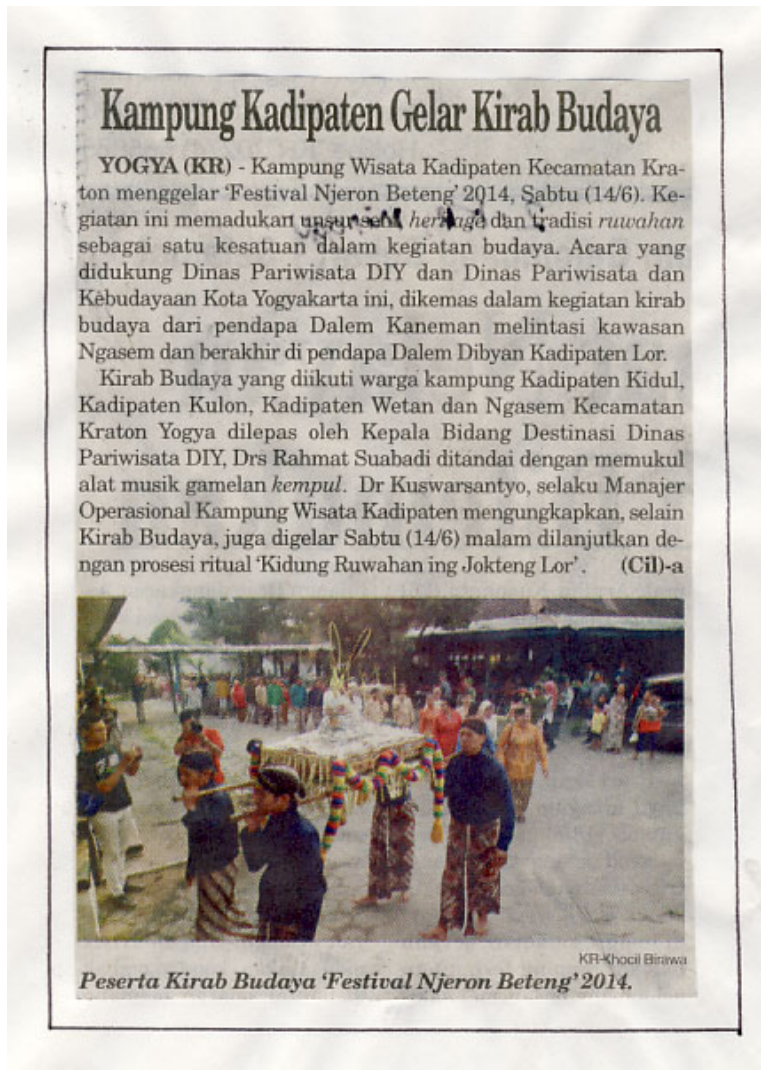 Kampung Kadipaten Gelar Kirab Budaya
YOGYA (KR) - Kampung Wisata Kadipaten Kecamatan Kra-
ton menggelar ‘Festival Njeron Beteng’ 2014, Sabtu (14/6). Ke-
giatan ini memadukan unsur seni heritage dan tradisi ruwahan
sebagai satu kesatuan dalam kegiatan budaya. Acara yang
didukung Dinas Pariwisata DIY dan Dinas Pariwisata dan
Kebudayaan Kota Yogyakarta ini, dikemas dalam kegiatan kirab
budaya dari pendapa Dalem Kaneman melintasi kawasan
Ngasem dan berakhir di pendapa Dalem Dibyan Kadipaten Lor.
Kirab Budaya yang diikuti warga kampung Kadipaten Kidul,
Kadipaten Kulon, Kadipaten Wetan dan Ngasem Kecamatan
Kraton Yogya dilepas oleh Kepala Bidang Destinasi Dinas
Pariwisata DIY, Drs Rahmat Suabadi ditandai dengan memukul
alat musik gamelan kempul. Dr Kuswarsantyo, selaku Manajer
Operasional Kampung Wisata Kadipaten mengungkapkan, selain
Kirab Budaya, juga digelar Sabtu (14/6) malam dilanjutkan de-
ngan prosesi ritual ‘Kidung Ruwahan ing Jokteng Lor’. (Cil)-a
KR-Khocil Birawa
Peserta Kirab Budaya ‘Festival Njeron Beteng’ 2014.